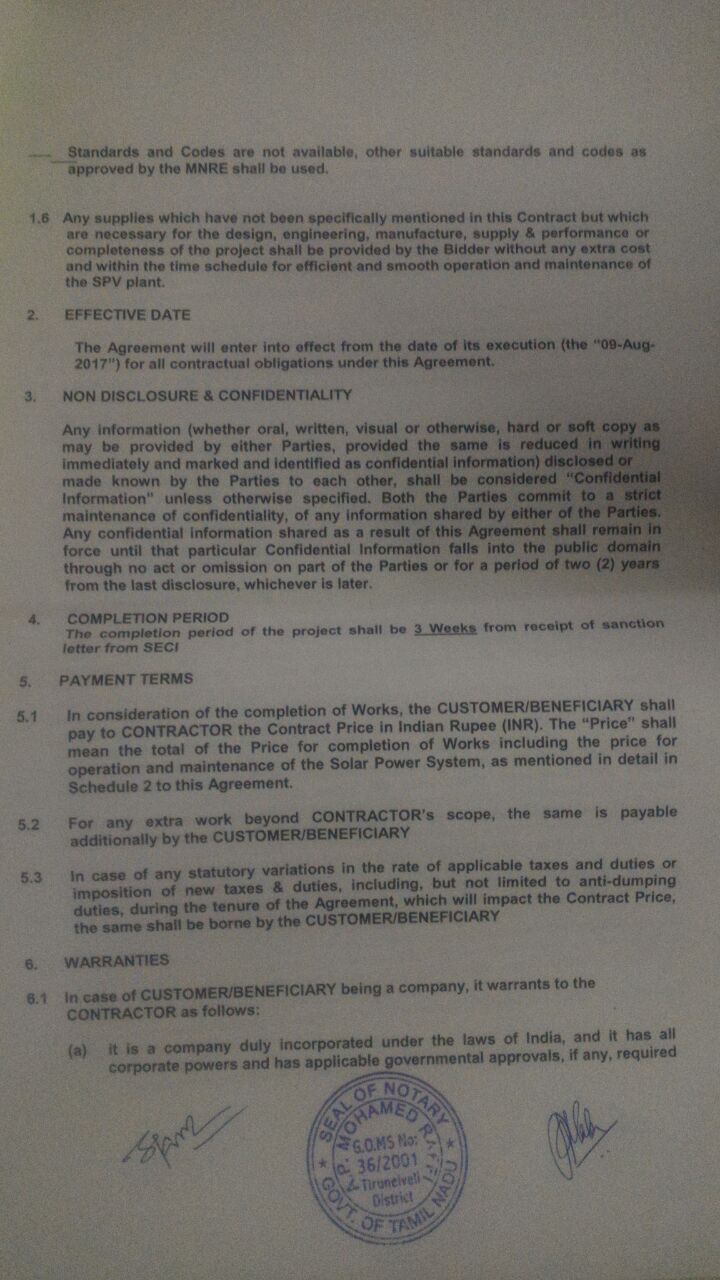 Standards and Codes are not available, other suitable standards and codes as
approved by the MNRE shall be used.
1.6 Any supplies which have not been specifically mentioned in this Contract but which
are necessary for the design, engineering, manufacture, supply & performance or
completeness of the project shall be provided by the Bidder without any extra cost
and within the time schedule for efficient and smooth operation and maintenance of
the SPV plant.
2. EFFECTIVE DATE
The Agreement will enter into effect from the date of its execution (the “09-Aug-
2017”) for all contractual obligations under this Agreement.
3. NON DISCLOSURE & CONFIDENTIALITY
Any information (whether oral, written, visual or otherwise, hard or soft copy as
may be provided by either Parties, provided the same is reduced in writing
immediately and marked and identified as confidential information) disclosed or
made known by the Parties to each other, shall be considered “Confidential
Information” unless otherwise specified. Both the Parties commit to a strict
maintenance of confidentiality, of any information shared by either of the Parties.
Any confidential information shared as a result of this Agreement shall remain in
force until that particular Confidential Information falls into the public domain
through no act or omission on part of the Parties or for a period of two (2) years
from the last disclosure, whichever is later.
4. COMPLETION PERIOD
The completion period of the project shall be 3 Weeks from receipt of sanction
letter from SECI
5. PAYMENT TERMS
5.1 In consideration of the completion of Works, the CUSTOMER/BENEFICIARY shall
pay to CONTRACTOR the Contract Price in Indian Rupee (INR). The “Price” shall
mean the total of the Price for completion of Works including the price for
operation and maintenance of the Solar Power System, as mentioned in detail in
Schedule 2 to this Agreement.
5.2 For any extra work beyond CONTRACTOR's scope, the same is payable
additionally by the CUSTOMER/BENEFICIARY
5.3 In case of any statutory variations in the rate of applicable taxes and duties or
imposition of new taxes & duties, including, but not limited to anti-dumping
duties, during the tenure of the Agreement, which will impact the Contract Price,
the same shall be borne by the CUSTOMER/BENEFICIARY
6. WARRANTIES
6.1 In case of CUSTOMER/BENEFICIARY being a company, it warrants to the
CONTRACTOR as follows:
(a) it is a company duly incorporated under the laws of India, and it has all
corporate powers and has applicable governmental approvals, if any, required
SEAL OF NOTARY
MOHAMED
G.O.MS No:
36/2001
Tirunelveli
District
GOVT. OF TAMIL NADU